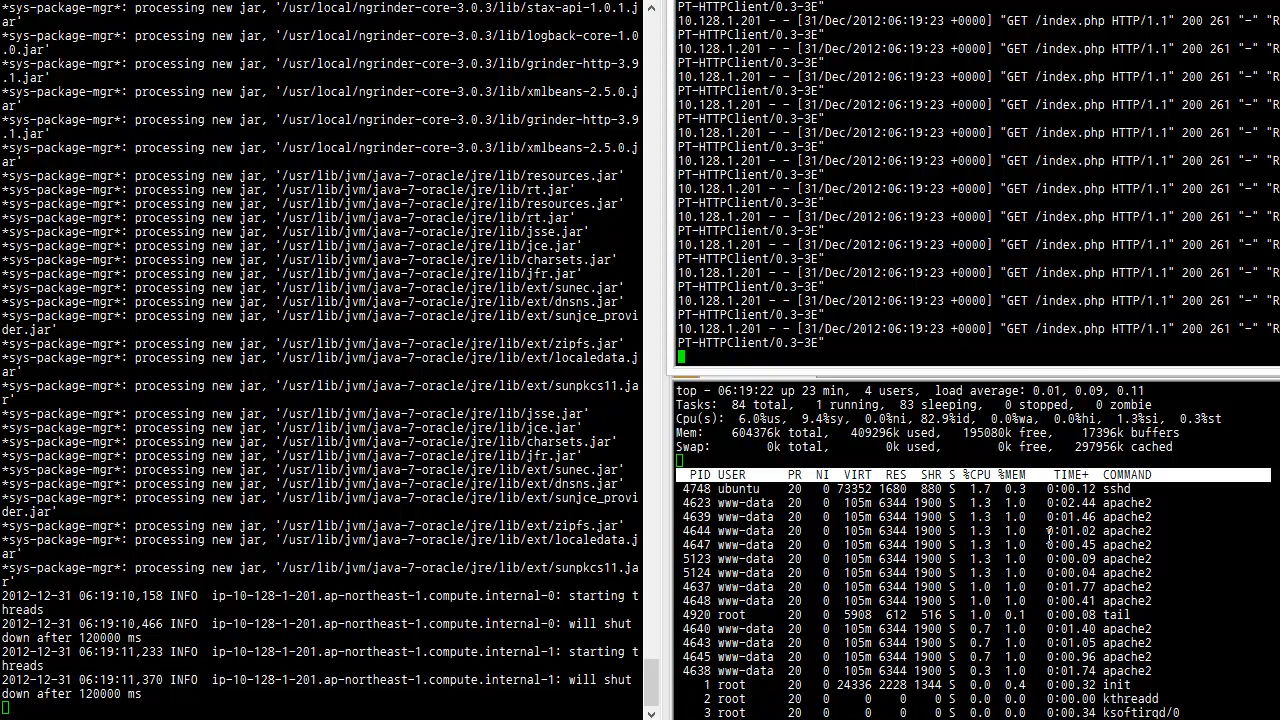 *sys-package-mgr*: processing new jar, '/usr/local/ngrinder-core-3.0.3/lib/stax-api-1.0.1.j
ar'
*sys-package-mgr*: processing new jar, '/usr/local/ngrinder-core-3.0.3/lib/logback-core-1.0
.0.jar'
*sys-package-mgr*: processing new jar, '/usr/local/ngrinder-core-3.0.3/lib/grinder-http-3.9
.1.jar'
*sys-package-mgr*: processing new jar, '/usr/local/ngrinder-core-3.0.3/lib/xmlbeans-2.5.0.j
ar'
*sys-package-mgr*: processing new jar, '/usr/local/ngrinder-core-3.0.3/lib/grinder-http-3.9
.1.jar'
*sys-package-mgr*: processing new jar, '/usr/local/ngrinder-core-3.0.3/lib/xmlbeans-2.5.0.j
ar'
*sys-package-mgr*: processing new jar, '/usr/lib/jvm/java-7-oracle/jre/lib/resources.jar'
*sys-package-mgr*: processing new jar, '/usr/lib/jvm/java-7-oracle/jre/lib/rt.jar'
*sys-package-mgr*: processing new jar, '/usr/lib/jvm/java-7-oracle/jre/lib/resources.jar'
*sys-package-mgr*: processing new jar, '/usr/lib/jvm/java-7-oracle/jre/lib/rt.jar'
*sys-package-mgr*: processing new jar, '/usr/lib/jvm/java-7-oracle/jre/lib/jsse.jar'
*sys-package-mgr*: processing new jar, '/usr/lib/jvm/java-7-oracle/jre/lib/jce.jar'
*sys-package-mgr*: processing new jar, '/usr/lib/jvm/java-7-oracle/jre/lib/charsets.jar'
*sys-package-mgr*: processing new jar, '/usr/lib/jvm/java-7-oracle/jre/lib/jfr.jar'
*sys-package-mgr*: processing new jar, '/usr/lib/jvm/java-7-oracle/jre/lib/ext/sunec.jar'
*sys-package-mgr*: processing new jar, '/usr/lib/jvm/java-7-oracle/jre/lib/ext/dnsns.jar'
*sys-package-mgr*: processing new jar, '/usr/lib/jvm/java-7-oracle/jre/lib/ext/sunjce_provi
der.jar'
*sys-package-mgr*: processing new jar, '/usr/lib/jvm/java-7-oracle/jre/lib/ext/zipfs.jar'
*sys-package-mgr*: processing new jar, '/usr/lib/jvm/java-7-oracle/jre/lib/ext/localedata.j
ar'
*sys-package-mgr*: processing new jar, '/usr/lib/jvm/java-7-oracle/jre/lib/ext/sunpkcs11.ja
r'
*sys-package-mgr*: processing new jar, '/usr/lib/jvm/java-7-oracle/jre/lib/jsse.jar'
*sys-package-mgr*: processing new jar, '/usr/lib/jvm/java-7-oracle/jre/lib/jce.jar'
*sys-package-mgr*: processing new jar, '/usr/lib/jvm/java-7-oracle/jre/lib/charsets.jar'
*sys-package-mgr*: processing new jar, '/usr/lib/jvm/java-7-oracle/jre/lib/jfr.jar'
*sys-package-mgr*: processing new jar, '/usr/lib/jvm/java-7-oracle/jre/lib/ext/sunec.jar'
*sys-package-mgr*: processing new jar, '/usr/lib/jvm/java-7-oracle/jre/lib/ext/dnsns.jar'
*sys-package-mgr*: processing new jar, '/usr/lib/jvm/java-7-oracle/jre/lib/ext/sunjce_provi
der.jar'
*sys-package-mgr*: processing new jar, '/usr/lib/jvm/java-7-oracle/jre/lib/ext/zipfs.jar'
*sys-package-mgr*: processing new jar, '/usr/lib/jvm/java-7-oracle/jre/lib/ext/localedata.j
ar'
*sys-package-mgr*: processing new jar, '/usr/lib/jvm/java-7-oracle/jre/lib/ext/sunpkcs11.ja
r'
2012-12-31 06:19:10,158 INFO  ip-10-128-1-201.ap-northeast-1.compute.internal-0: starting t
hreads
2012-12-31 06:19:10,466 INFO  ip-10-128-1-201.ap-northeast-1.compute.internal-0: will shut
down after 120000 ms
2012-12-31 06:19:11,233 INFO  ip-10-128-1-201.ap-northeast-1.compute.internal-1: starting t
hreads
2012-12-31 06:19:11,370 INFO  ip-10-128-1-201.ap-northeast-1.compute.internal-1: will shut
down after 120000 ms
PT-HTTPClient/0.3-3E"
10.128.1.201 - - [31/Dec/2012:06:19:23 +0000] "GET /index.php HTTP/1.1" 200 261 "-" "R
PT-HTTPClient/0.3-3E"
10.128.1.201 - - [31/Dec/2012:06:19:23 +0000] "GET /index.php HTTP/1.1" 200 261 "-" "R
PT-HTTPClient/0.3-3E"
10.128.1.201 - - [31/Dec/2012:06:19:23 +0000] "GET /index.php HTTP/1.1" 200 261 "-" "R
PT-HTTPClient/0.3-3E"
10.128.1.201 - - [31/Dec/2012:06:19:23 +0000] "GET /index.php HTTP/1.1" 200 261 "-" "R
PT-HTTPClient/0.3-3E"
10.128.1.201 - - [31/Dec/2012:06:19:23 +0000] "GET /index.php HTTP/1.1" 200 261 "-" "R
PT-HTTPClient/0.3-3E"
10.128.1.201 - - [31/Dec/2012:06:19:23 +0000] "GET /index.php HTTP/1.1" 200 261 "-" "R
PT-HTTPClient/0.3-3E"
10.128.1.201 - - [31/Dec/2012:06:19:23 +0000] "GET /index.php HTTP/1.1" 200 261 "-" "R
PT-HTTPClient/0.3-3E"
10.128.1.201 - - [31/Dec/2012:06:19:23 +0000] "GET /index.php HTTP/1.1" 200 261 "-" "R
PT-HTTPClient/0.3-3E"
10.128.1.201 - - [31/Dec/2012:06:19:23 +0000] "GET /index.php HTTP/1.1" 200 261 "-" "R
PT-HTTPClient/0.3-3E"
10.128.1.201 - - [31/Dec/2012:06:19:23 +0000] "GET /index.php HTTP/1.1" 200 261 "-" "R
PT-HTTPClient/0.3-3E"
10.128.1.201 - - [31/Dec/2012:06:19:23 +0000] "GET /index.php HTTP/1.1" 200 261 "-" "R
PT-HTTPClient/0.3-3E"
10.128.1.201 - - [31/Dec/2012:06:19:23 +0000] "GET /index.php HTTP/1.1" 200 261 "-" "R
PT-HTTPClient/0.3-3E"
top - 06:19:22 up 23 min,  4 users,  load average: 0.01, 0.09, 0.11
Tasks:  84 total,   1 running,  83 sleeping,   0 stopped,   0 zombie
Cpu(s):  6.0%us,  9.4%sy,  0.0%ni, 82.9%id,  0.0%wa,  0.0%hi,  1.3%si,  0.3%st
Mem:    604376k total,   409296k used,   195080k free,    17396k buffers
Swap:        0k total,        0k used,        0k free,   297956k cached
PID USER      PR  NI  VIRT  RES  SHR S %CPU %MEM    TIME+  COMMAND
4748 ubuntu    20   0 73352 1680  880 S  1.7  0.3   0:00.12 sshd
4623 www-data  20   0  105m 6344 1900 S  1.3  1.0   0:02.44 apache2
4639 www-data  20   0  105m 6344 1900 S  1.3  1.0   0:01.46 apache2
4644 www-data  20   0  105m 6344 1900 S  1.3  1.0   0:01.02 apache2
4647 www-data  20   0  105m 6344 1900 S  1.3  1.0   0:00.45 apache2
5123 www-data  20   0  105m 6344 1900 S  1.3  1.0   0:00.09 apache2
5124 www-data  20   0  105m 6344 1900 S  1.3  1.0   0:00.04 apache2
4637 www-data  20   0  105m 6344 1900 S  1.0  1.0   0:01.77 apache2
4648 www-data  20   0  105m 6344 1900 S  1.0  1.0   0:00.41 apache2
4920 root      20   0  5908  612  516 S  1.0  0.1   0:00.08 tail
4640 www-data  20   0  105m 6344 1900 S  0.7  1.0   0:01.40 apache2
4643 www-data  20   0  105m 6344 1900 S  0.7  1.0   0:01.05 apache2
4645 www-data  20   0  105m 6344 1900 S  0.7  1.0   0:00.96 apache2
4638 www-data  20   0  105m 6344 1900 S  0.3  1.0   0:01.74 apache2
1 root      20   0 24336 2228 1344 S  0.0  0.4   0:00.32 init
2 root      20   0     0    0    0 S  0.0  0.0   0:00.00 kthreadd
3 root      20   0     0    0    0 S  0.0  0.0   0:00.34 ksoftirqd/0